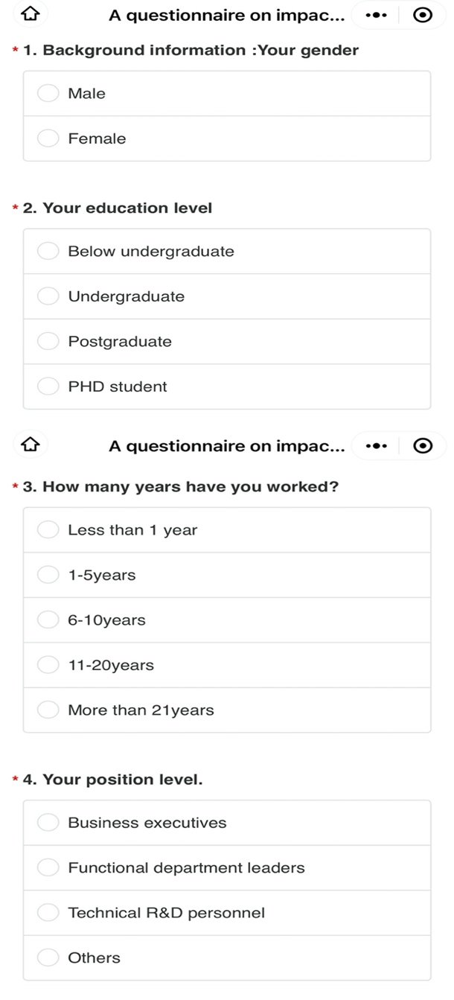 A questionnaire on impac...
* 1. Background information :Your gender
Male
Female
* 2. Your education level
Below undergraduate
Undergraduate
Postgraduate
PHD student
A questionnaire on impac...
* 3. How many years have you worked?
Less than 1 year
1-5years
6-10years
11-20years
More than 21years
* 4. Your position level.
Business executives
Functional department leaders
Technical R&D personnel
Others